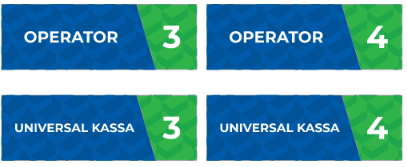 OPERATOR 3
OPERATOR 4
UNIVERSAL KASSA 3
UNIVERSAL KASSA 4